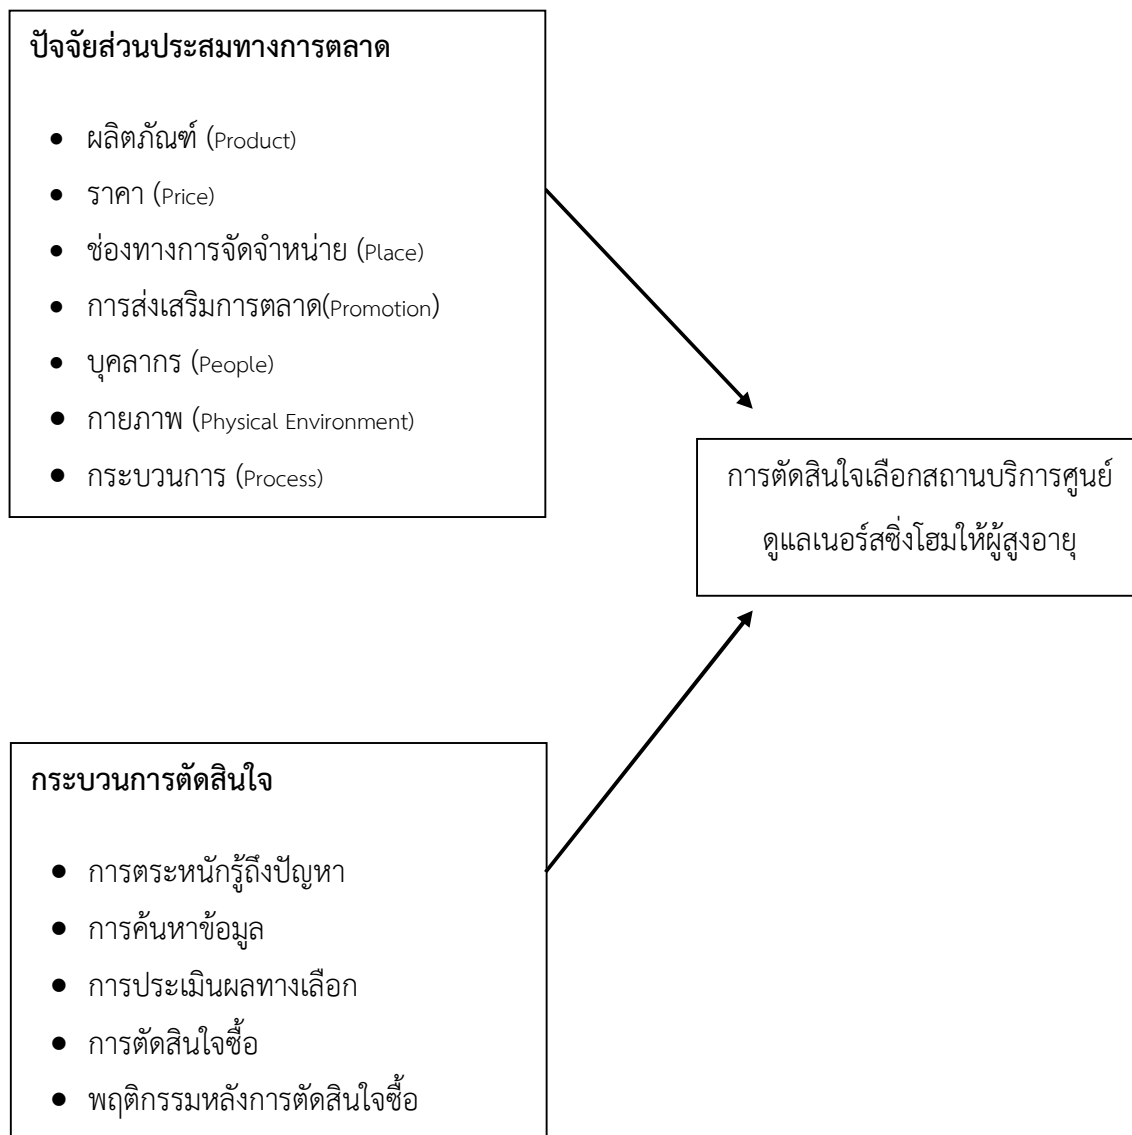 ปัจจัยส่วนประสมทางการตลาด
• ผลิตภัณฑ์ (Product)
• ราคา (Price)
• ช่องทางการจัดจำหน่าย (Place)
• การส่งเสริมการตลาด(Promotion)
• บุคลากร (People)
• กายภาพ (Physical Environment)
• กระบวนการ (Process)
การตัดสินใจเลือกสถานบริการศูนย์
ดูแลเนอร์สซิ่งโฮมให้ผู้สูงอายุ
กระบวนการตัดสินใจ
• การตระหนักรู้ถึงปัญหา
• การค้นหาข้อมูล
• การประเมินผลทางเลือก
• การตัดสินใจซื้อ
• พฤติกรรมหลังการตัดสินใจซื้อ